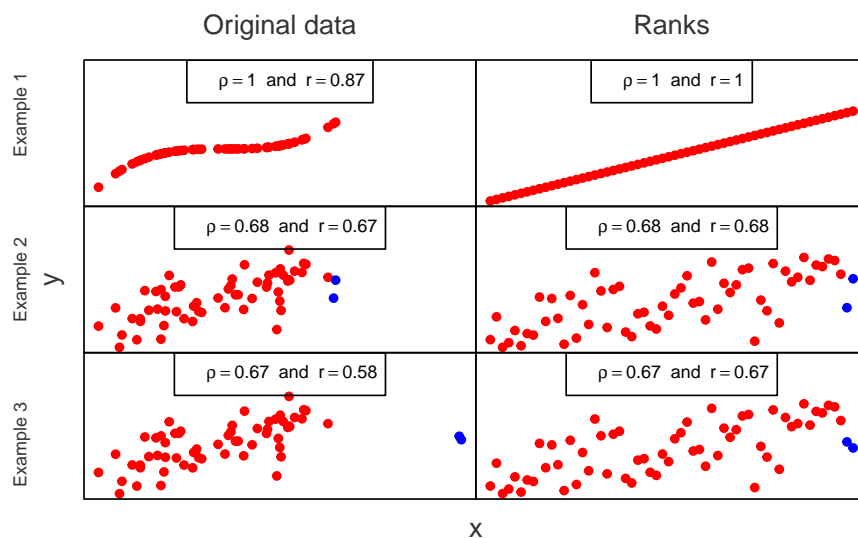 Original data
Ranks
Example 1
ρ = 1 and r = 0.87
ρ = 1 and r = 1
Example 2
ρ = 0.68 and r = 0.67
ρ = 0.68 and r = 0.68
y
Example 3
ρ = 0.67 and r = 0.58
ρ = 0.67 and r = 0.67
x